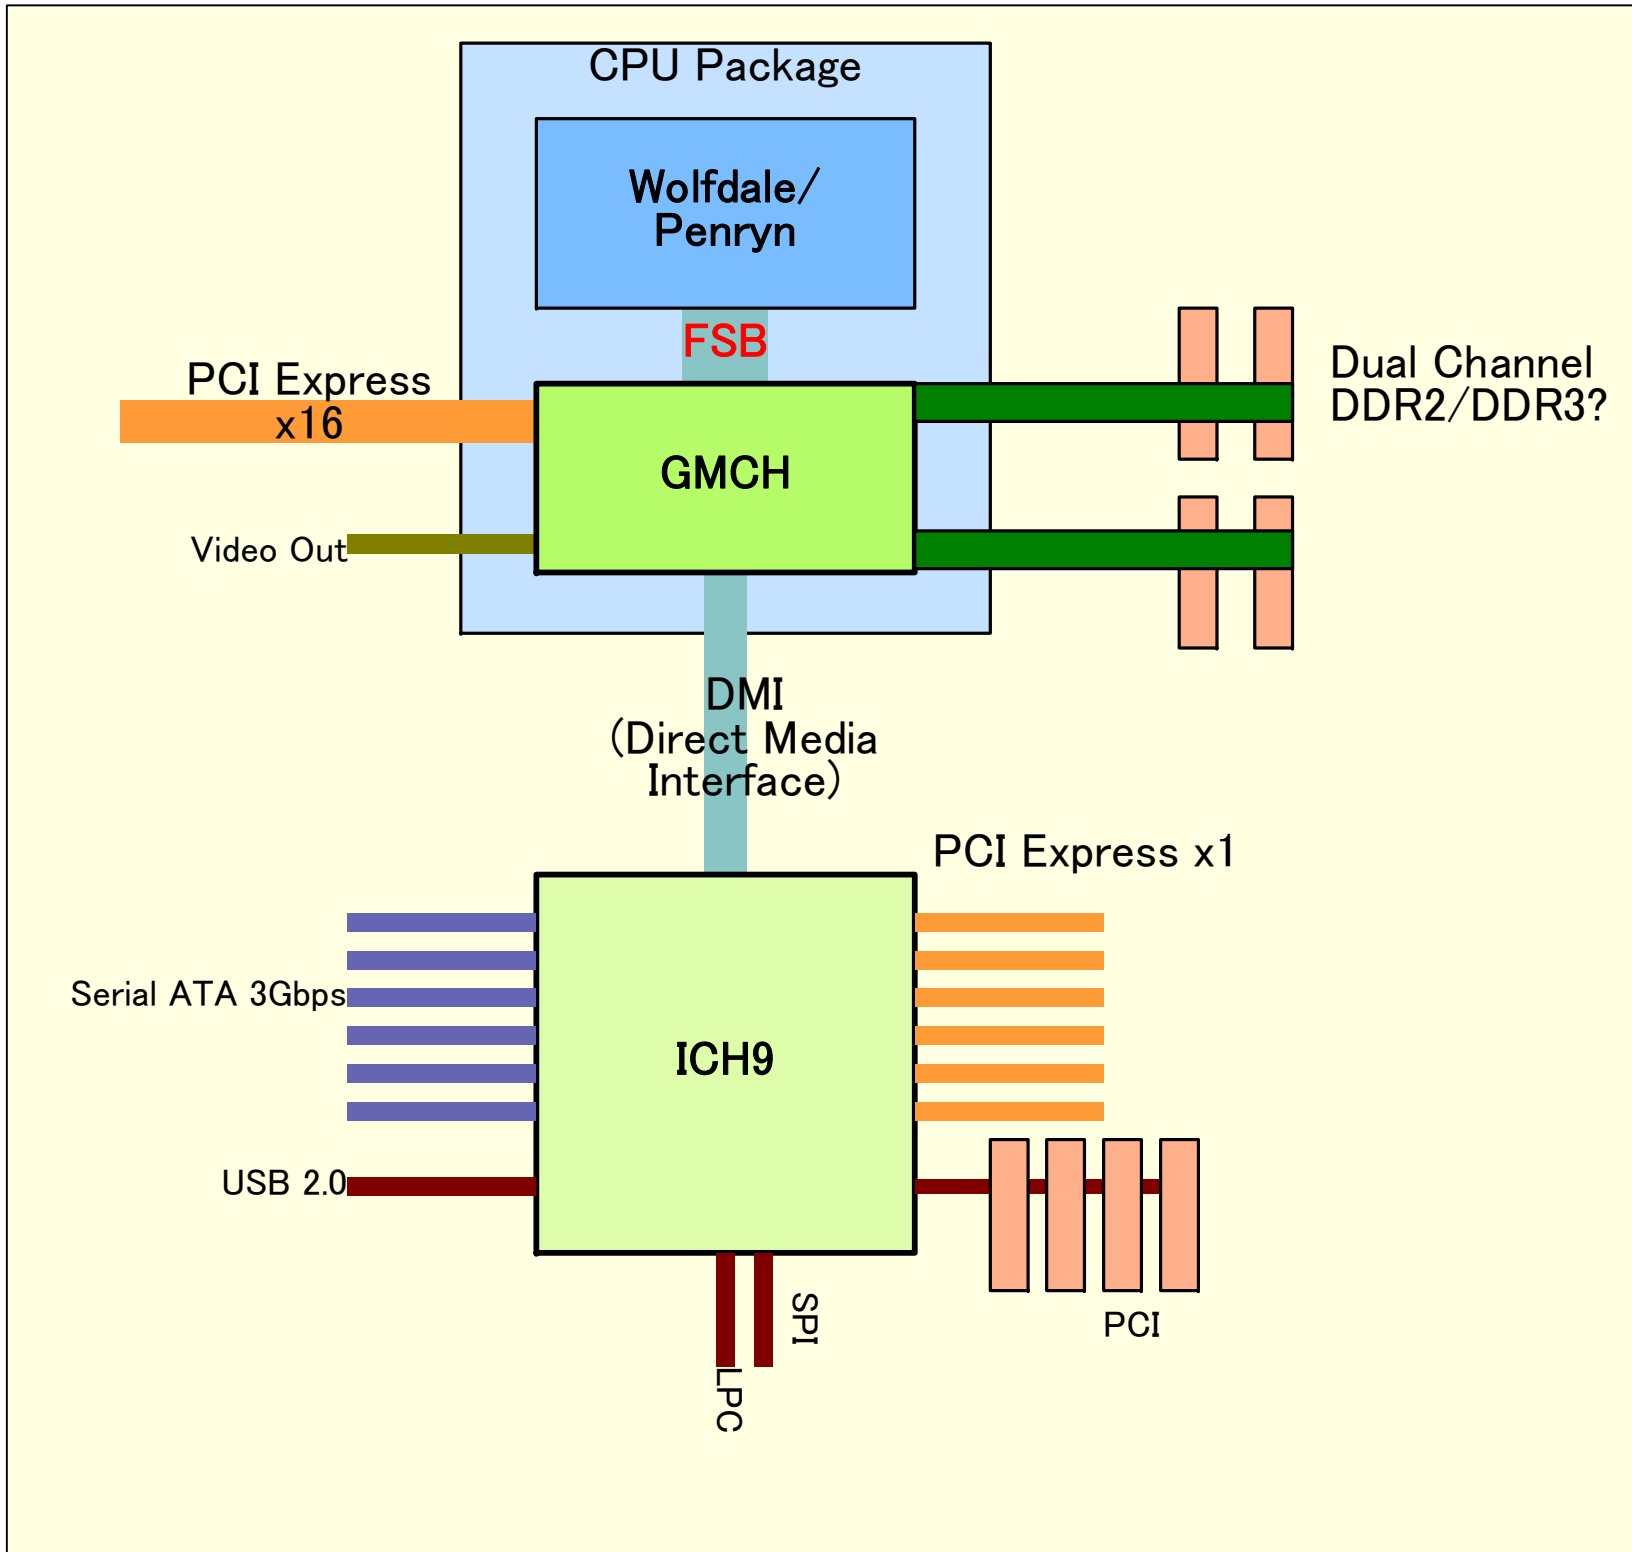 CPU Package
Wolfdale/
Penryn
FSB
PCI Express
x16
Dual Channel
DDR2/DDR3?
GMCH
Video Out
DMI
(Direct Media
Interface)
PCI Express x1
Serial ATA 3Gbps
ICH9
USB 2.0
SPI
PCI
LPC